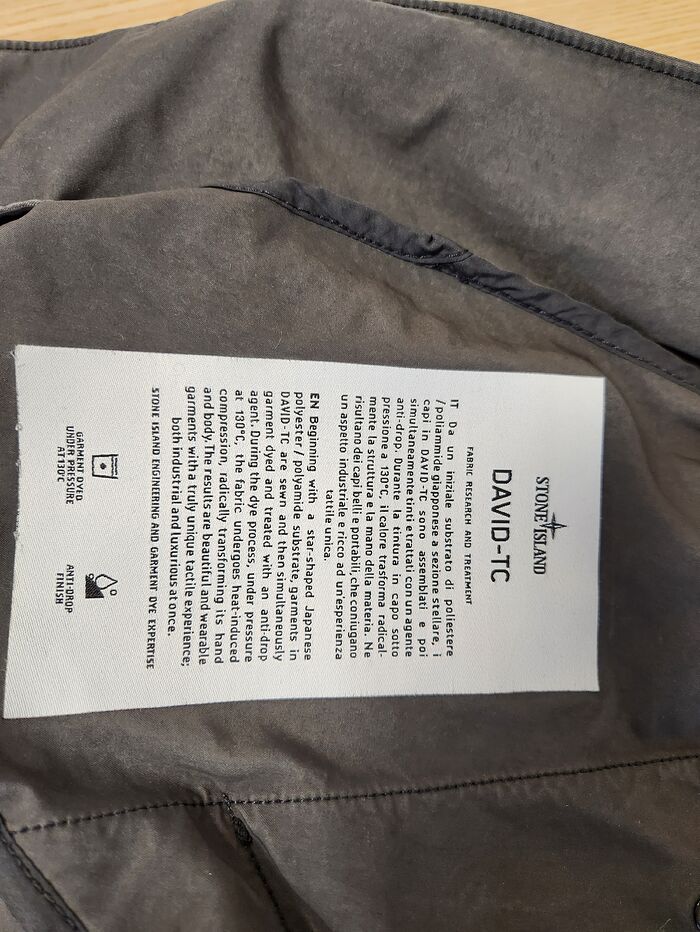 STONE ISLAND
DAVID-TC
FABRIC RESEARCH AND TREATMENT
IT Da un iniziale substrato di poliestere
/poliammide giapponese a sezione stellare, i
capi in DAVID-TC sono assemblati e poi
simultaneamente tinti e trattati con un agente
anti-drop. Durante la tintura in capo sotto
pressione a 130°C, il calore trasforma radical-
mente la struttura e la mano della materia. Ne
risultano dei capi belli e portabili, che coniugano
un aspetto industriale e ricco ad un'esperienza
tattile unica.
EN Beginning with a star-shaped Japanese
polyester / polyamide substrate, garments in
DAVID-TC are sewn and then simultaneously
garment dyed and treated with an anti-drop
agent. During the dye process, under pressure
at 130°C, the fabric undergoes heat-induced
compression, radically transforming its hand
and body. The results are beautiful and wearable
garments with a truly unique tactile experience;
both industrial and luxurious at once.
STONE ISLAND ENGINEERING AND GARMENT DYE EXPERTISE
GARMENT DYED
UNDER PRESSURE
AT 130°C
ANTI-DROP
FINISH